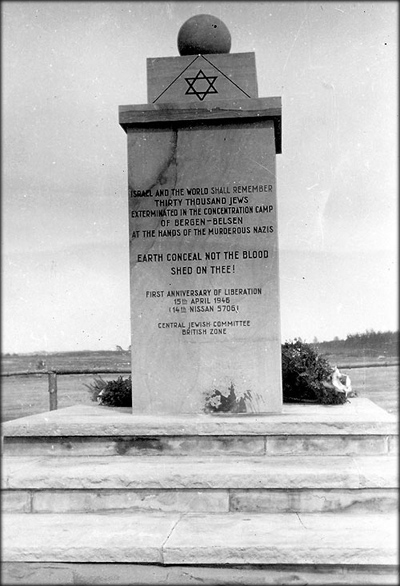 ISRAEL AND THE WORLD SHALL REMEMBER
THIRTY THOUSAND JEWS
EXTERMINATED IN THE CONCENTRATION CAMP
OF BERGEN-BELSEN
AT THE HANDS OF THE MURDEROUS NAZIS
EARTH CONCEAL NOT THE BLOOD
SHED ON THEE!
FIRST ANNIVERSARY OF LIBERATION
15TH APRIL 1946
(14TH NISSAN 5706)
CENTRAL JEWISH COMMITTEE
BRITISH ZONE